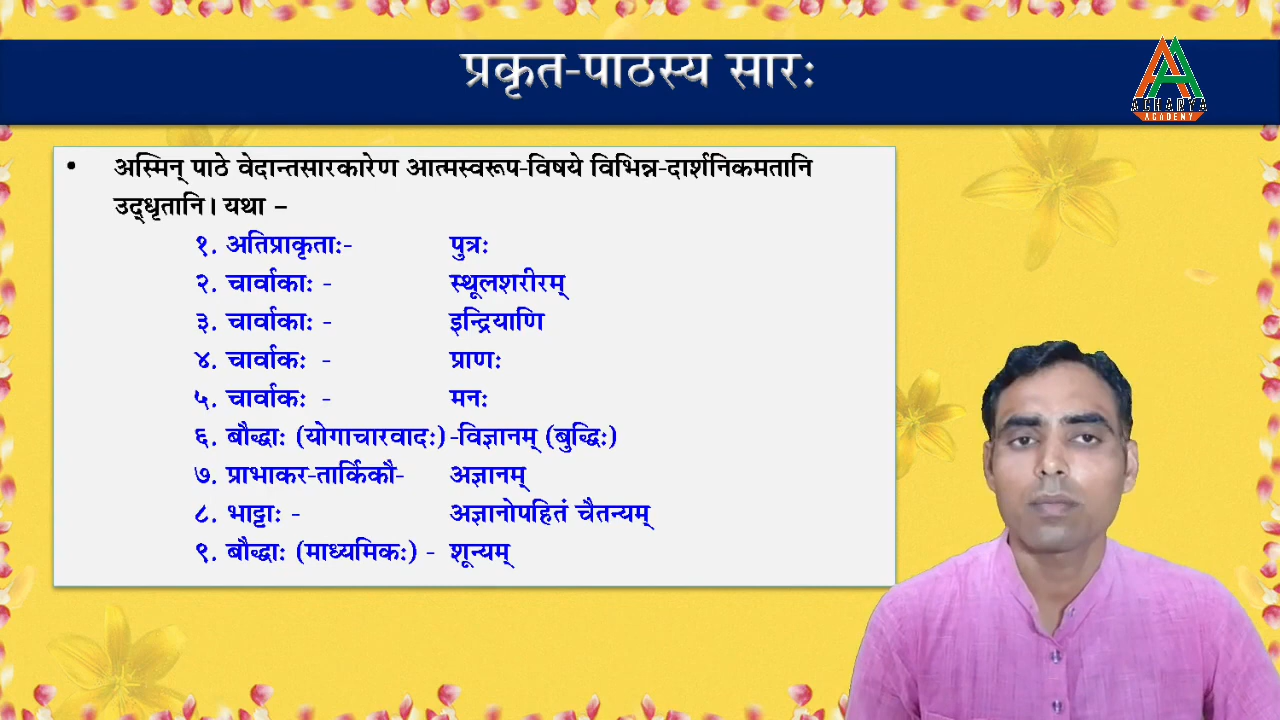 प्रकृत-पाठस्य सारः
ACHARYA
ACADEMY
• अस्मिन् पाठे वेदान्तसारकारेण आत्मस्वरूप-विषये विभिन्न-दार्शनिकमतानि
उद्धृतानि। यथा –
१. अतिप्राकृताः- पुत्रः
२. चार्वाकाः - स्थूलशरीरम्
३. चार्वाकाः - इन्द्रियाणि
४. चार्वाकः - प्राणः
५. चार्वाकः - मनः
६. बौद्धाः (योगाचारवादः) -विज्ञानम् (बुद्धिः)
७. प्राभाकर-तार्किकौ- अज्ञानम्
८. भाट्टाः - अज्ञानोपहितं चैतन्यम्
९. बौद्धाः (माध्यमिकः) - शून्यम्